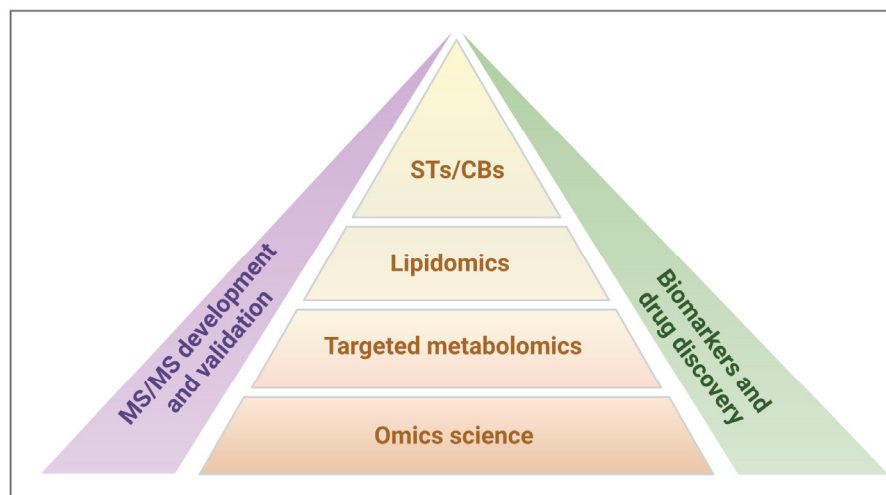 STs/CBs
Lipidomics
Targeted metabolomics
Omics science
MS/MS development
and validation
Biomarkers and
drug discovery